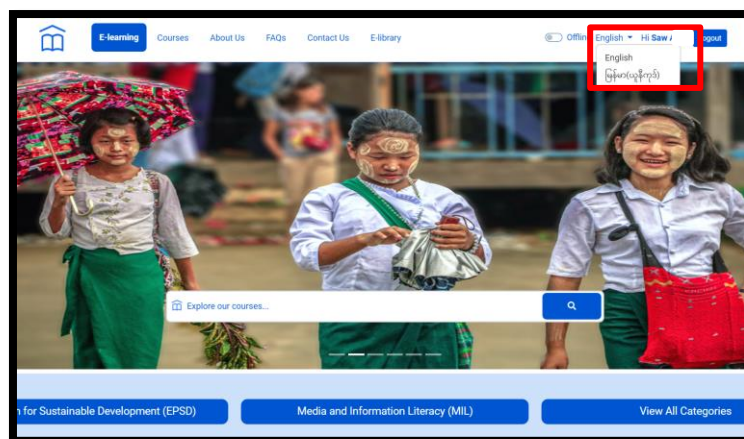 E-learning Courses About Us FAQs Contact Us E-library English Hi Saw Logout
English
မြန်မာ(ယူနီကုဒ်)
Explore our courses...
for Sustainable Development (EPSD) Media and Information Literacy (MIL) View All Categories